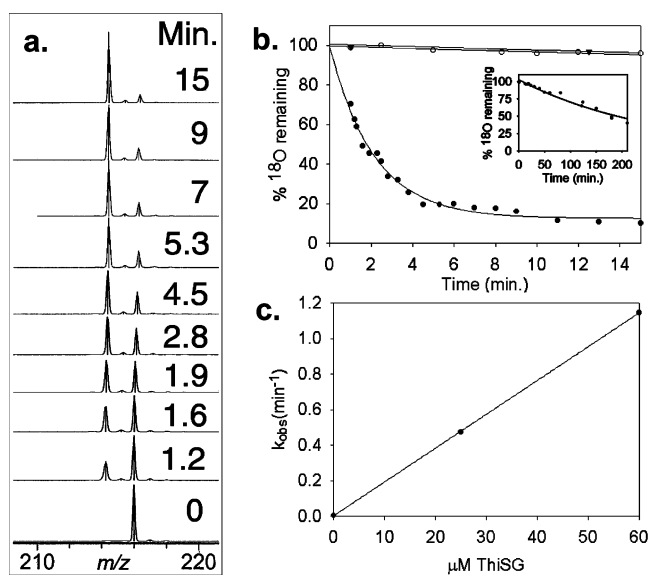 a.
Min.
15
9
7
5.3
4.5
2.8
1.9
1.6
1.2
0
210 m/z 220
b.
% 18O remaining
100
80
60
40
20
0
0 2 4 6 8 10 12 14
Time (min.)
% 18O remaining
100
75
50
25
0
0 50 100 150 200
Time (min.)
c.
kobs(min-1)
1.2
1.0
0.8
0.6
0.4
0.2
0.0
0 10 20 30 40 50 60
μM ThiSG